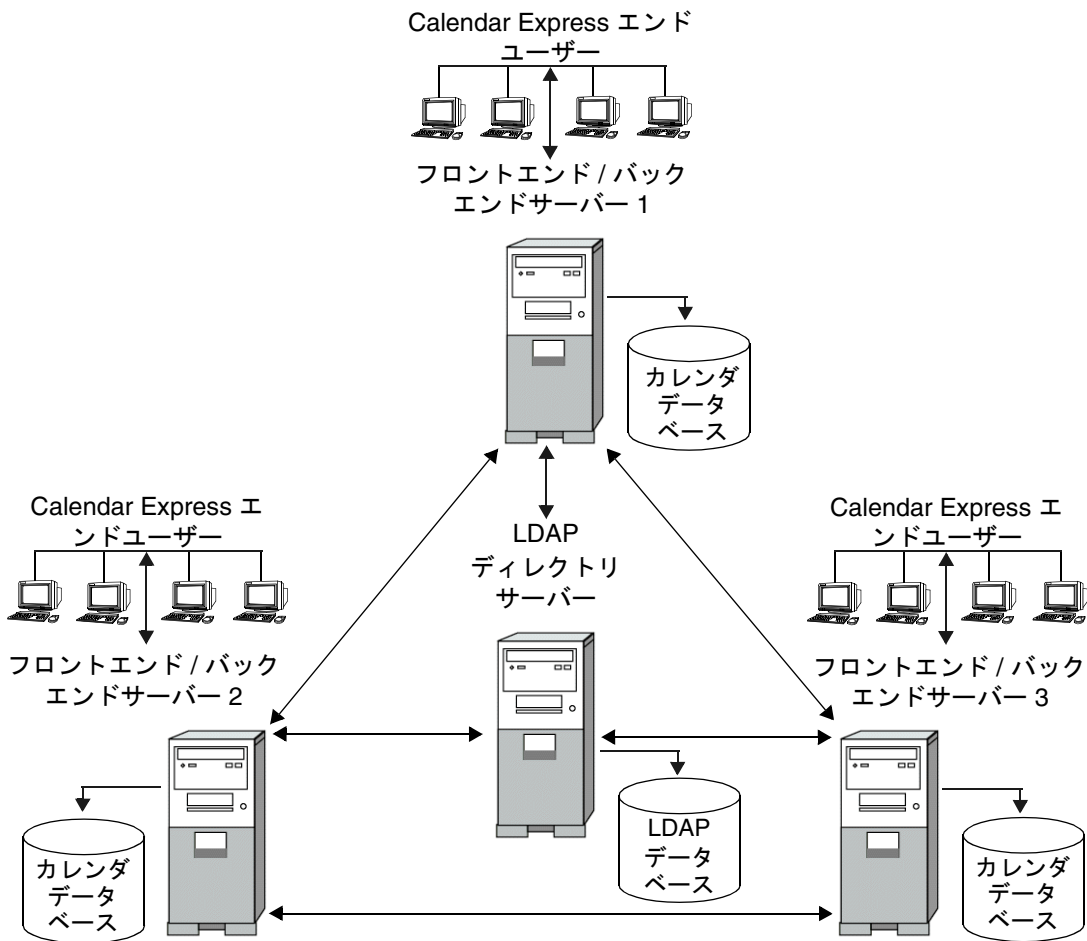 Calendar Express エンド
ユーザー
フロントエンド / バック
エンドサーバー 1
カレンダ
データ
ベース
LDAP
ディレクトリ
サーバー
Calendar Express エ
ンドユーザー
フロントエンド / バック
エンドサーバー 2
カレンダ
データ
ベース
Calendar Express エ
ンドユーザー
フロントエンド / バック
エンドサーバー 3
LDAP
データ
ベース
カレンダ
データ
ベース